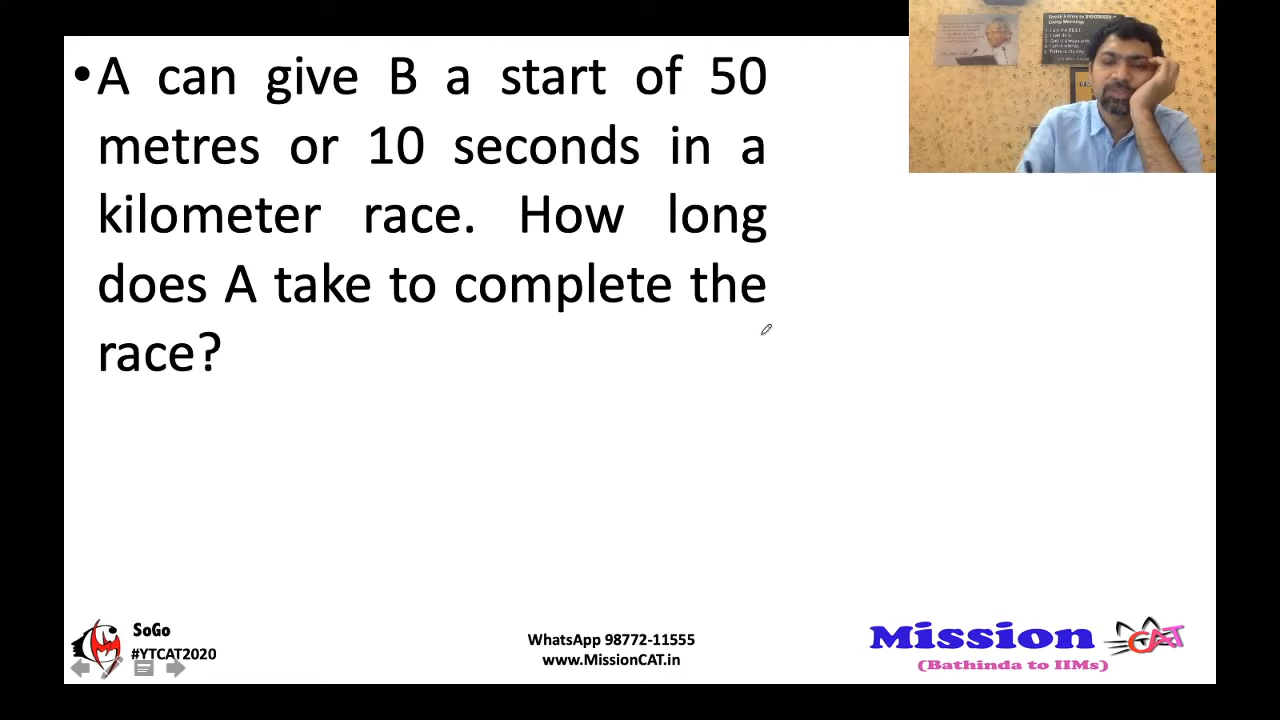 •A can give B a start of 50
metres or 10 seconds in a
kilometer race. How long
does A take to complete the
race?
SoGo
#YTCAT2020
WhatsApp 98772-11555
www.MissionCAT.in
Mission CAT
(Bathinda to IIMs)